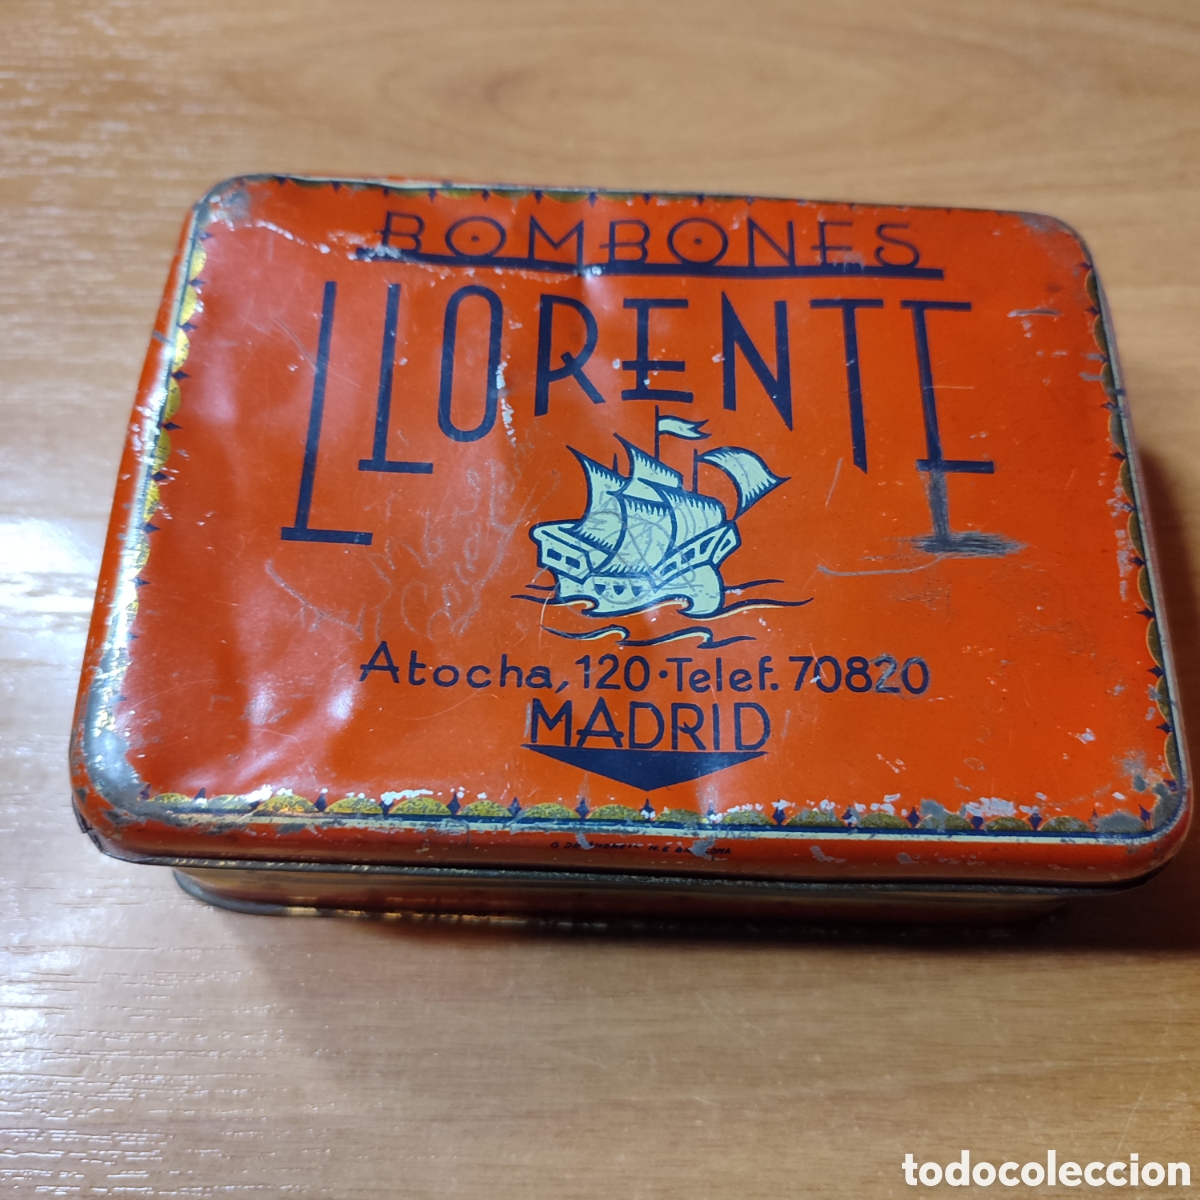 BOMBONES
LLORENTE
Atocha, 120·Telef. 70820
MADRID
todocoleccion